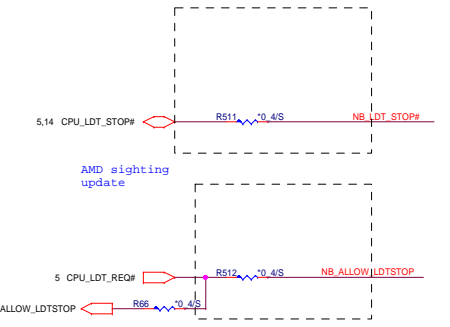 R511 *0_4/S NB_LDT_STOP#
5,14 CPU_LDT_STOP#
AMD sighting
update
R512 *0_4/S NB_ALLOW_LDTSTOP
5 CPU_LDT_REQ#
ALLOW_LDTSTOP R66 *0_4/S